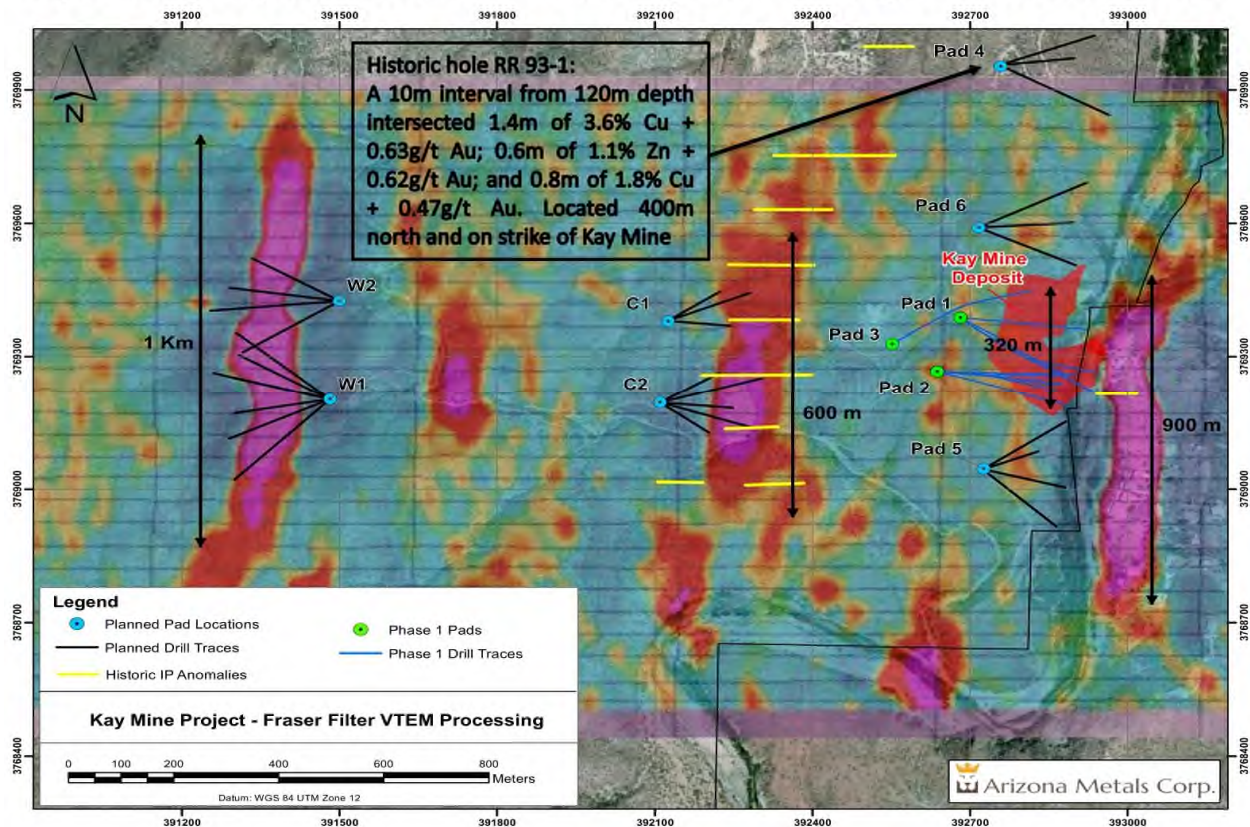 391200 391500 391800 392100 392400 392700 393000
3769900
3769600
3769300
3769000
3768700
3768400
N
Historic hole RR 93-1:
A 10m interval from 120m depth
intersected 1.4m of 3.6% Cu +
0.63g/t Au; 0.6m of 1.1% Zn +
0.62g/t Au; and 0.8m of 1.8% Cu
+ 0.47g/t Au. Located 400m
north and on strike of Kay Mine
Pad 4
Pad 6
Kay Mine
Deposit
Pad 1
Pad 3
Pad 2
320 m
Pad 5
900 m
W2
W1
1 Km
C1
C2
600 m
Legend
Planned Pad Locations
Planned Drill Traces
Historic IP Anomalies
Phase 1 Pads
Phase 1 Drill Traces
Kay Mine Project - Fraser Filter VTEM Processing
0 100 200 400 600 800
Meters
Datum: WGS 84 UTM Zone 12
Arizona Metals Corp.
3769900
3769600
3769300
3769000
3768700
3768400
391200 391500 391800 392100 392400 392700 393000